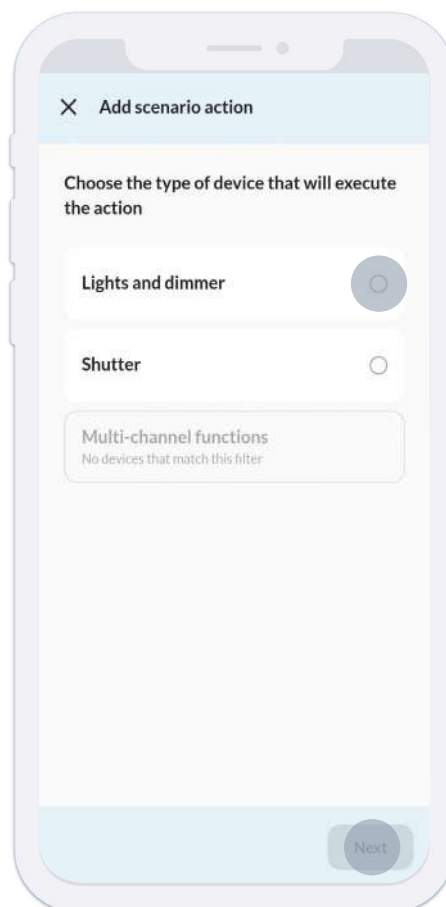 Add scenario action
Choose the type of device that will execute
the action
Lights and dimmer
Shutter
Multi-channel functions
No devices that match this filter
Next